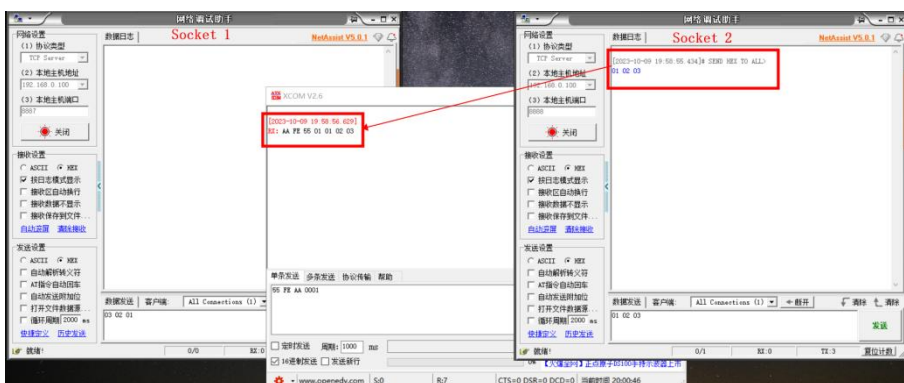 网络调试助手
网络设置
(1) 协议类型
TCP Server
(2) 本地主机地址
192.168.0.100
(3) 本地主机端口
8887
关闭
接收设置
ASCII HEX
按日志模式显示
接收区自动换行
接收数据不显示
接收保存到文件...
自动滚屏 清除接收
发送设置
ASCII HEX
自动解析转义符
AT指令自动回车
自动发送附加位
打开文件数据源...
循环周期 2000 ms
快捷定义 历史发送
就绪!
数据日志
Socket 1
NetAssist V5.0.1
数据发送 客户端: All Connections (1)
03 02 01
0/0
RX:0
XCOM V2.6
[2023-10-09 19:58:56.629]
RX: AA FE 55 01 01 02 03
单条发送 多条发送 协议传输 帮助
55 FE AA 0001
定时发送 周期: 1000 ms
16进制发送 发送新行
www.openedv.com S:0 R:7 CTS=0 DSR=0 DCD=0 当前时间 20:00:46
网络调试助手
网络设置
(1) 协议类型
TCP Server
(2) 本地主机地址
192.168.0.100
(3) 本地主机端口
8888
关闭
接收设置
ASCII HEX
按日志模式显示
接收区自动换行
接收数据不显示
接收保存到文件...
自动滚屏 清除接收
发送设置
ASCII HEX
自动解析转义符
AT指令自动回车
自动发送附加位
打开文件数据源...
循环周期 2000 ms
快捷定义 历史发送
就绪!
数据日志
Socket 2
NetAssist V5.0.1
[2023-10-09 19:58:55.434]# SEND HEX TO ALL>
01 02 03
数据发送 客户端: All Connections (1) 断开 清除 清除
01 02 03
发送
0/1
RX:0
TX:3
复位计数